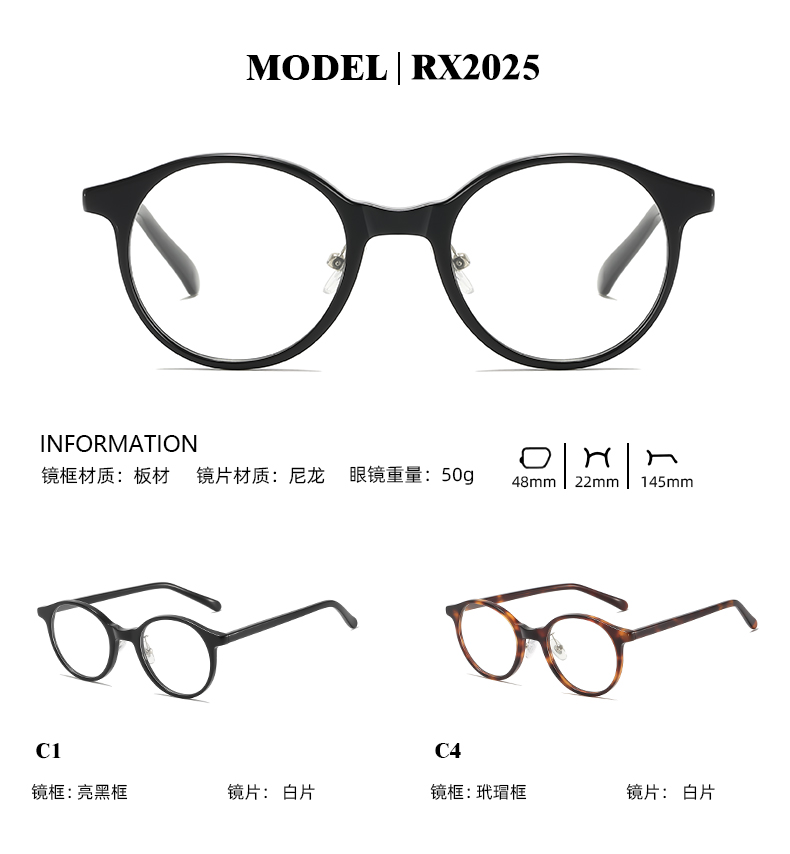 MODEL | RX2025
INFORMATION
镜框材质：板材 镜片材质：尼龙 眼镜重量：50g
48mm 22mm 145mm
C1
镜框：亮黑框 镜片： 白片
C4
镜框：玳瑁框 镜片： 白片